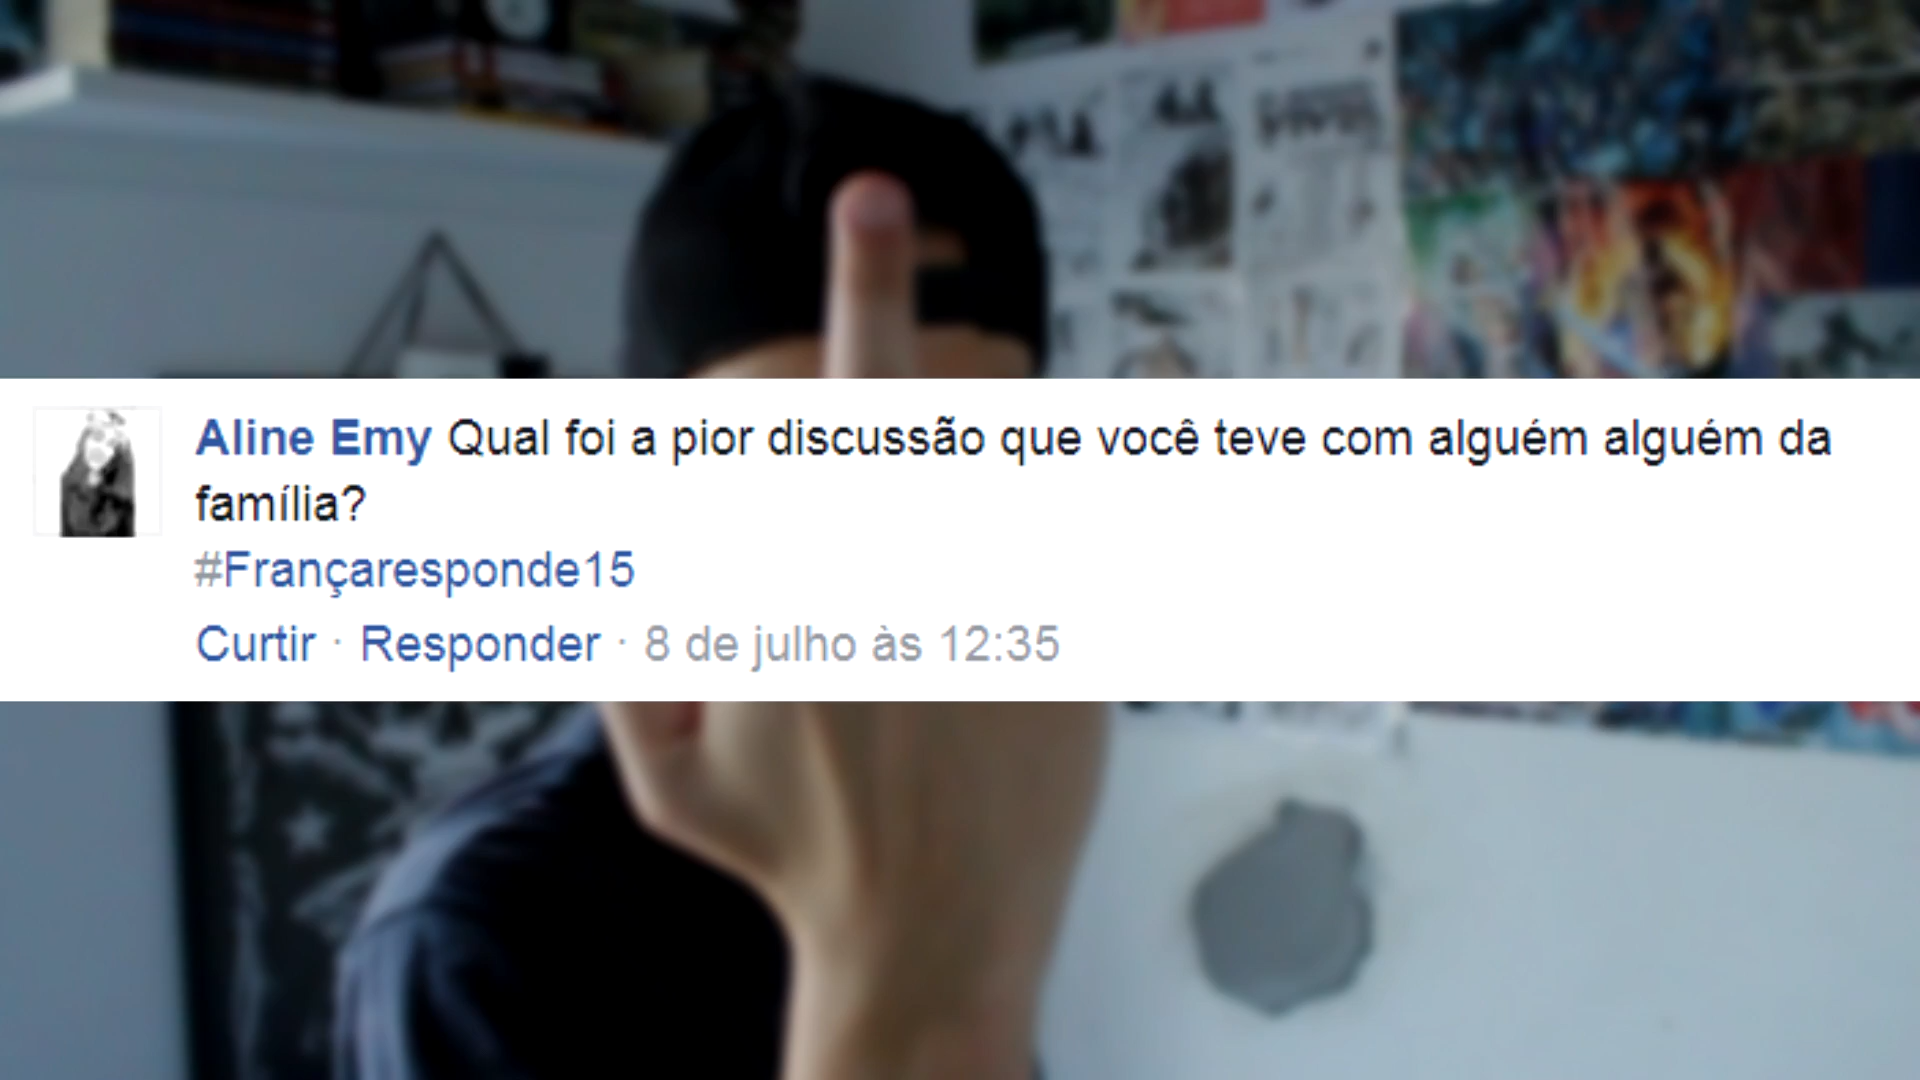 Aline Emy Qual foi a pior discussão que você teve com alguém alguém da
família?
#Françaresponde15
Curtir · Responder · 8 de julho às 12:35